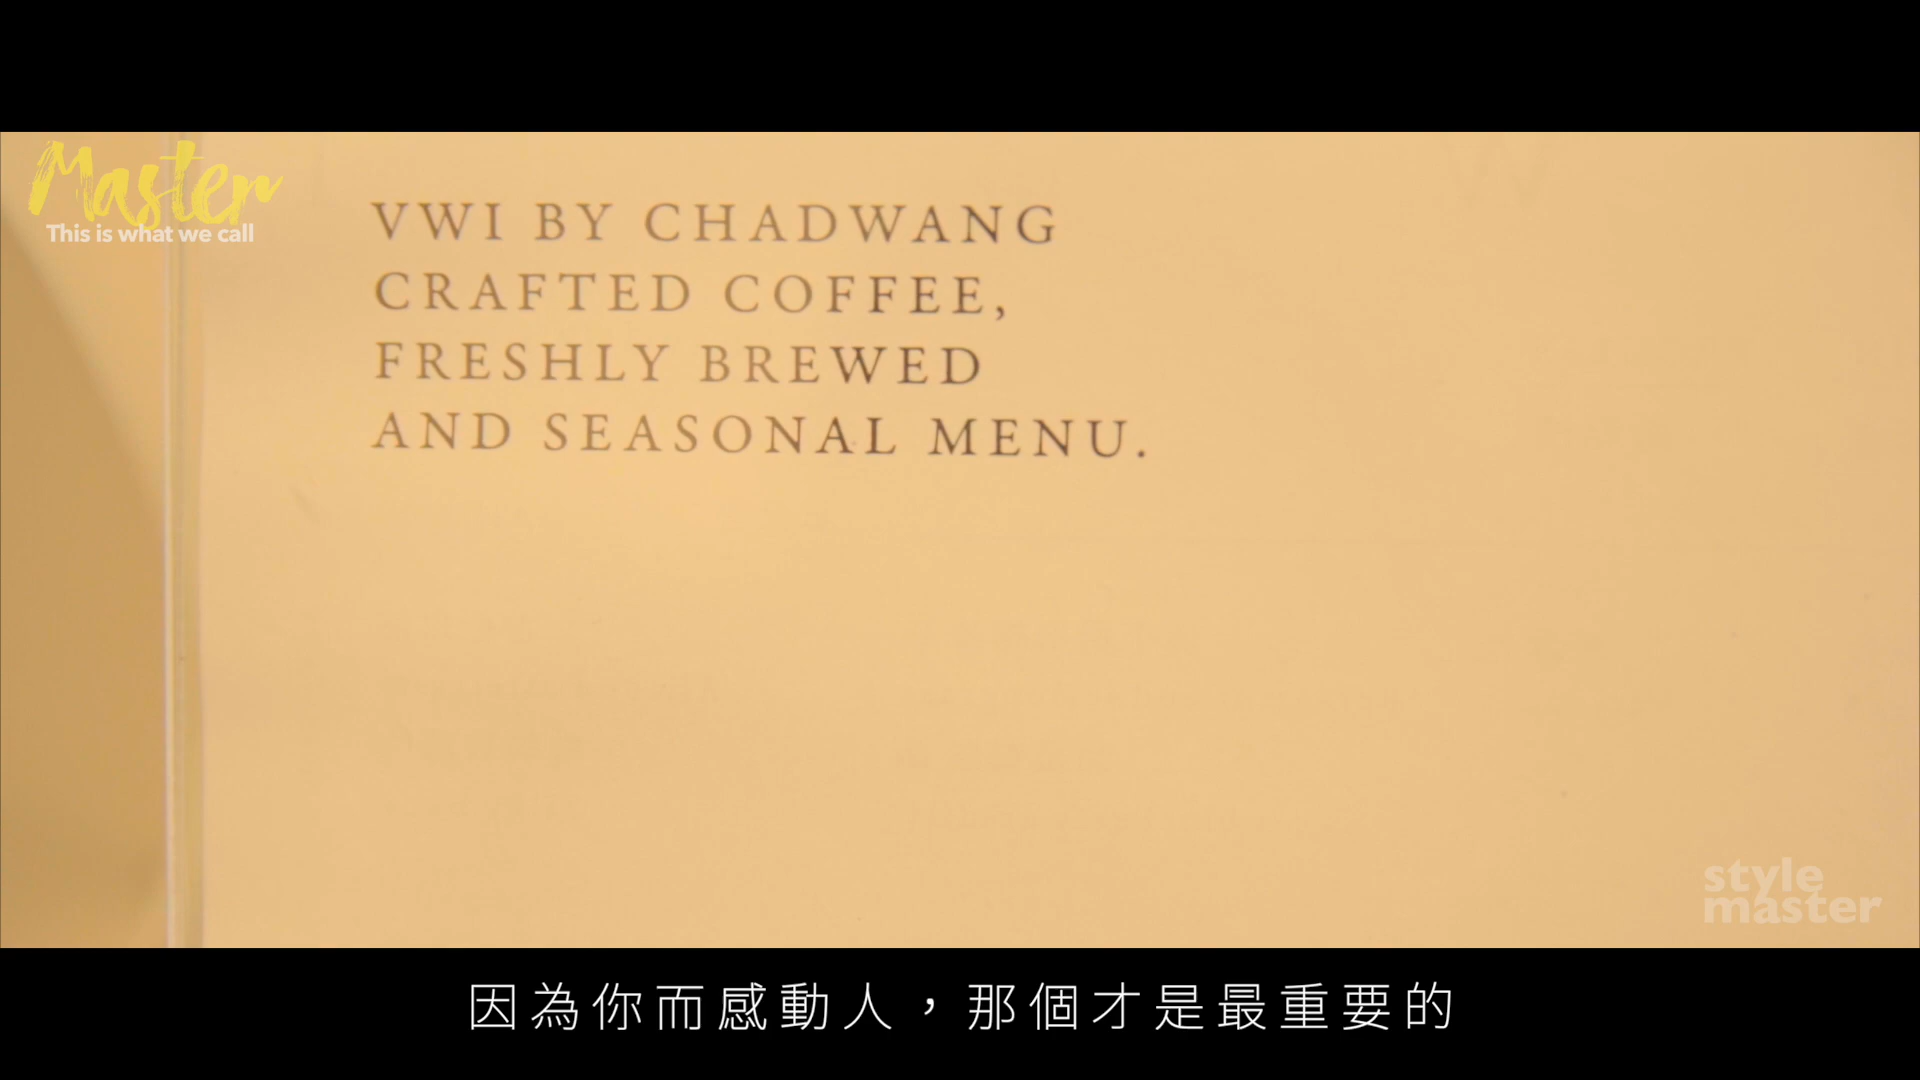 Master
This is what we call
VWI BY CHADWANG
CRAFTED COFFEE,
FRESHLY BREWED
AND SEASONAL MENU.
style
master
因為你而感動人，那個才是最重要的